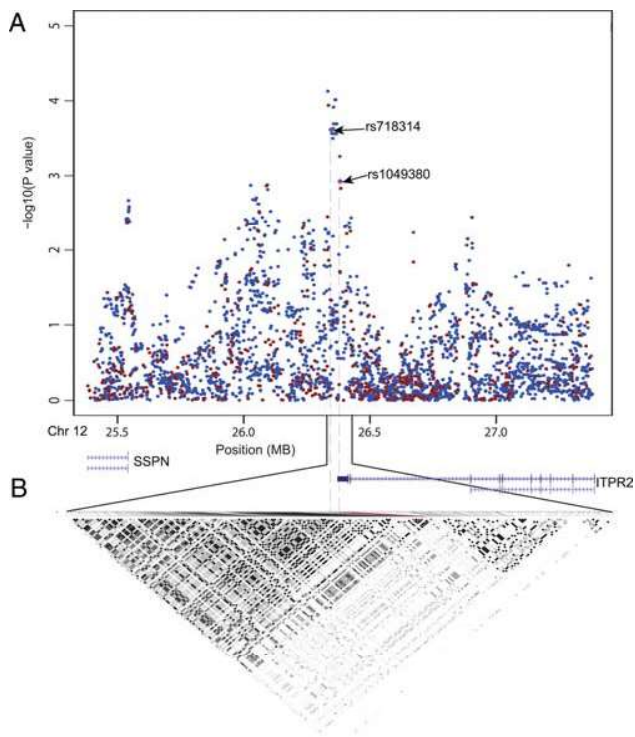 A
5
4
rs718314
3
rs1049380
−log10(P value)
2
1
0
Chr 12
25.5
26.0
26.5
27.0
Position (MB)
SSPN
ITPR2
B